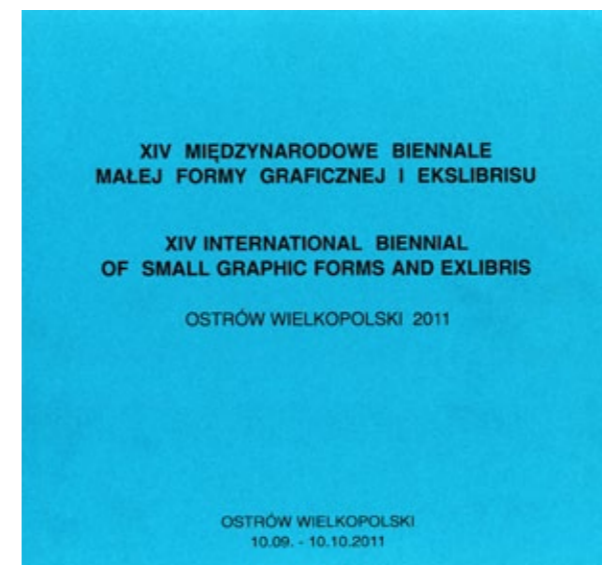 XIV MIĘDZYNARODOWE BIENNALE
MAŁEJ FORMY GRAFICZNEJ I EKSLIBRISU
XIV INTERNATIONAL BIENNIAL
OF SMALL GRAPHIC FORMS AND EXLIBRIS
OSTRÓW WIELKOPOLSKI 2011
OSTRÓW WIELKOPOLSKI
10.09. - 10.10.2011